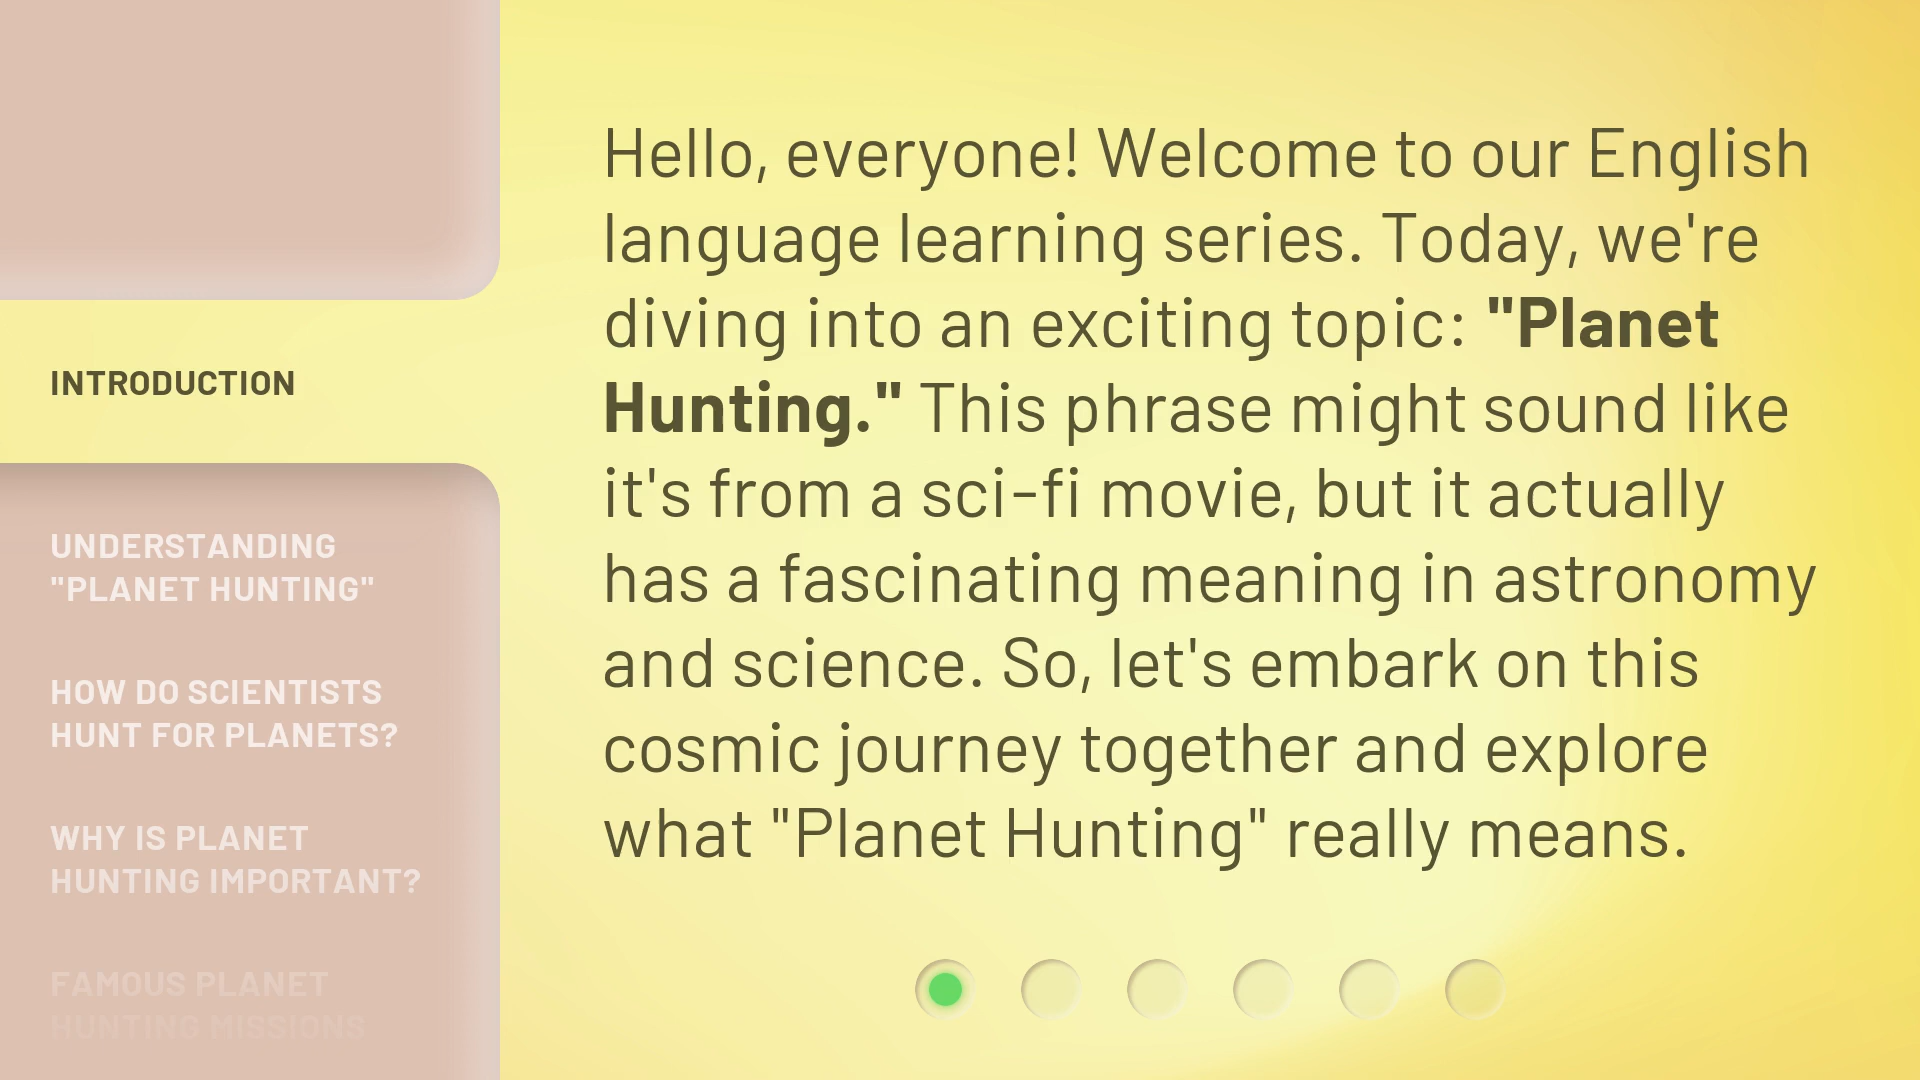 INTRODUCTION
UNDERSTANDING
"PLANET HUNTING"
HOW DO SCIENTISTS
HUNT FOR PLANETS?
WHY IS PLANET
HUNTING IMPORTANT?
FAMOUS PLANET
HUNTING MISSIONS
Hello, everyone! Welcome to our English
language learning series. Today, we're
diving into an exciting topic: "Planet
Hunting." This phrase might sound like
it's from a sci-fi movie, but it actually
has a fascinating meaning in astronomy
and science. So, let's embark on this
cosmic journey together and explore
what "Planet Hunting" really means.